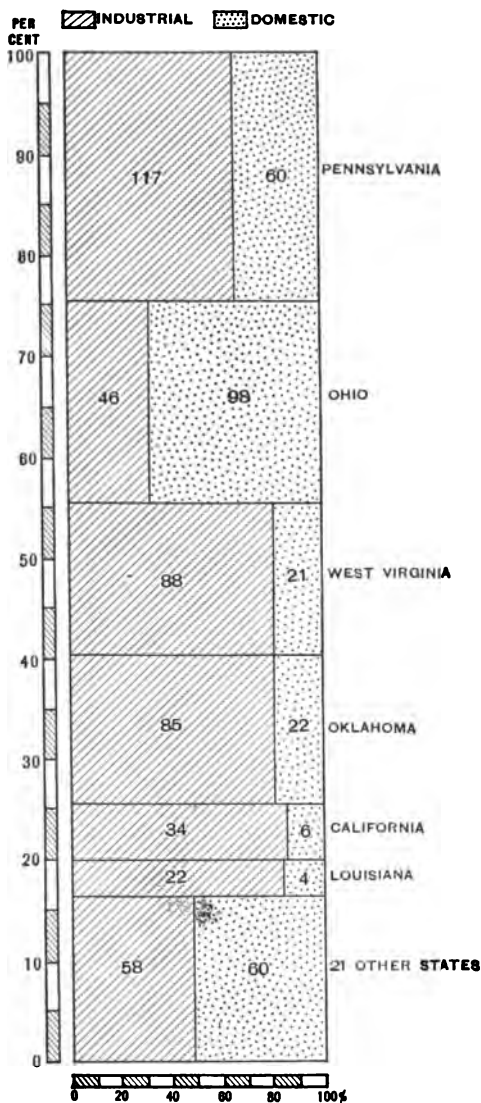 PER CENT
INDUSTRIAL DOMESTIC
100
117 60 PENNSYLVANIA
90
80
70
46 98 OHIO
60
50
88 21 WEST VIRGINIA
40
85 22 OKLAHOMA
30
34 6 CALIFORNIA
20
22 4 LOUISIANA
58 60 21 OTHER STATES
10
0
0 20 40 60 80 100%